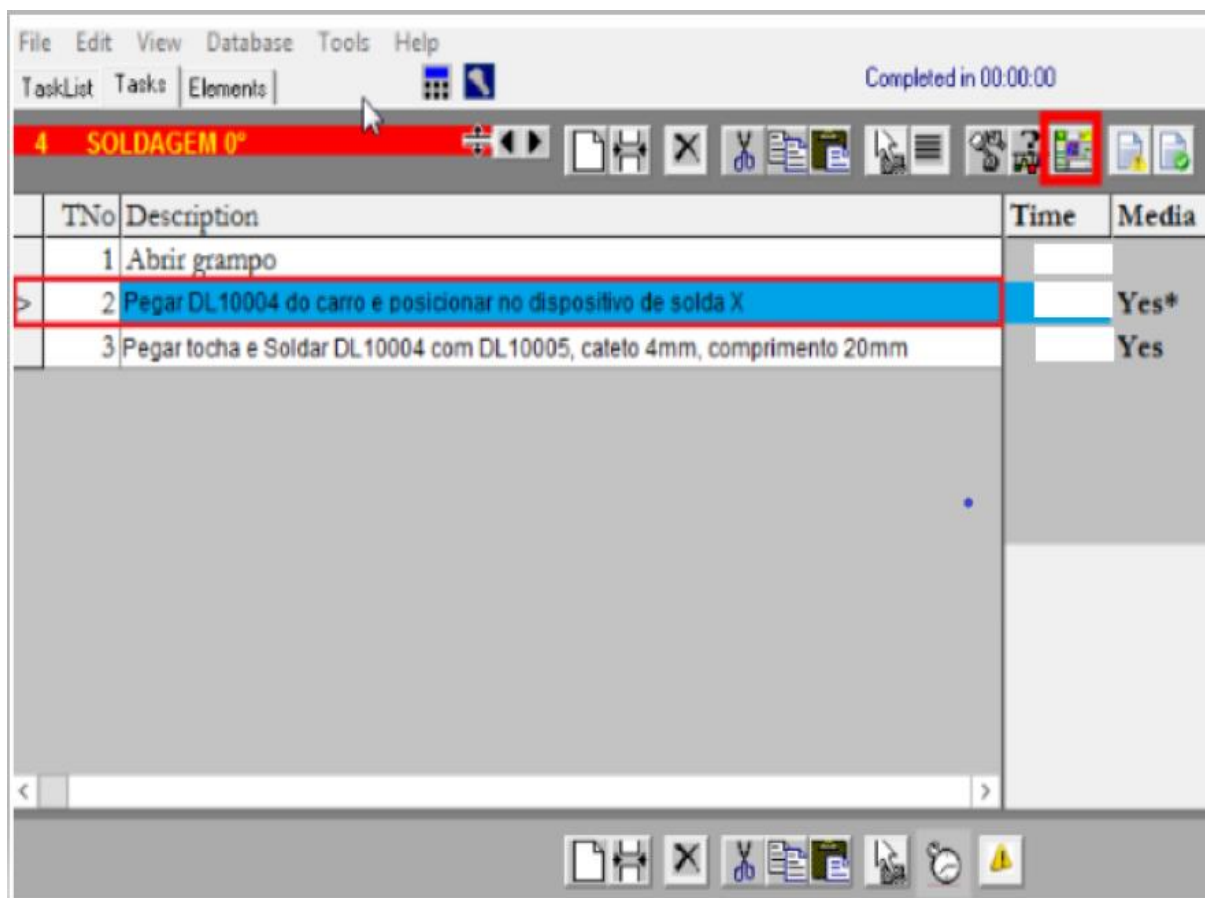 File Edit View Database Tools Help
TaskList Tasks Elements
Completed in 00:00:00
4 SOLDAGEM 0º
TNo Description Time Media
1 Abrir grampo
> 2 Pegar DL10004 do carro e posicionar no dispositivo de solda X Yes*
3 Pegar tocha e Soldar DL10004 com DL10005, cateto 4mm, comprimento 20mm Yes